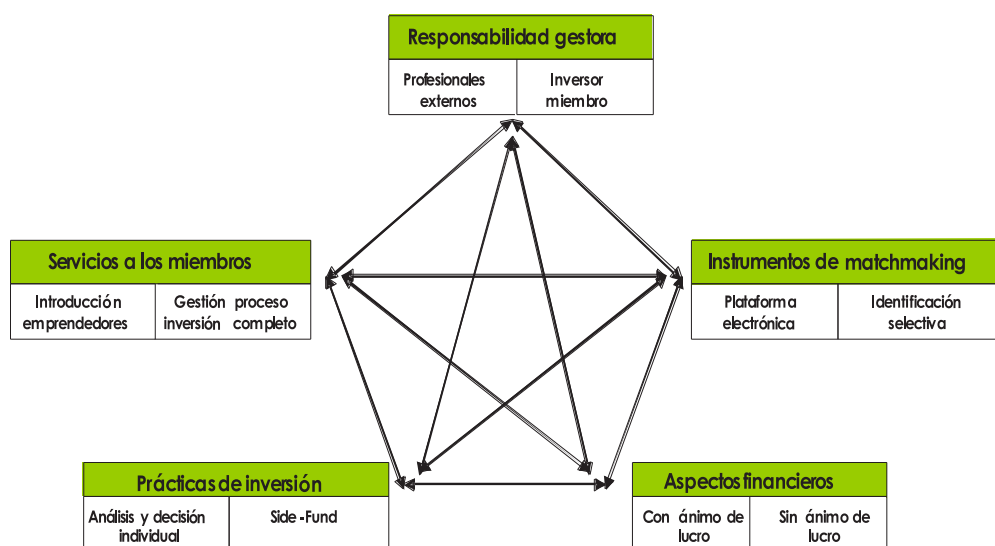 Responsabilidad gestora
Profesionales
externos
Inversor
miembro
Servicios a los miembros
Introducción
emprendedores
Gestión proceso
inversión completo
Instrumentos de matchmaking
Plataforma
electrónica
Identificación
selectiva
Prácticas de inversión
Análisis y decisión
individual
Side-Fund
Aspectos financieros
Con ánimo de
lucro
Sin ánimo de
lucro